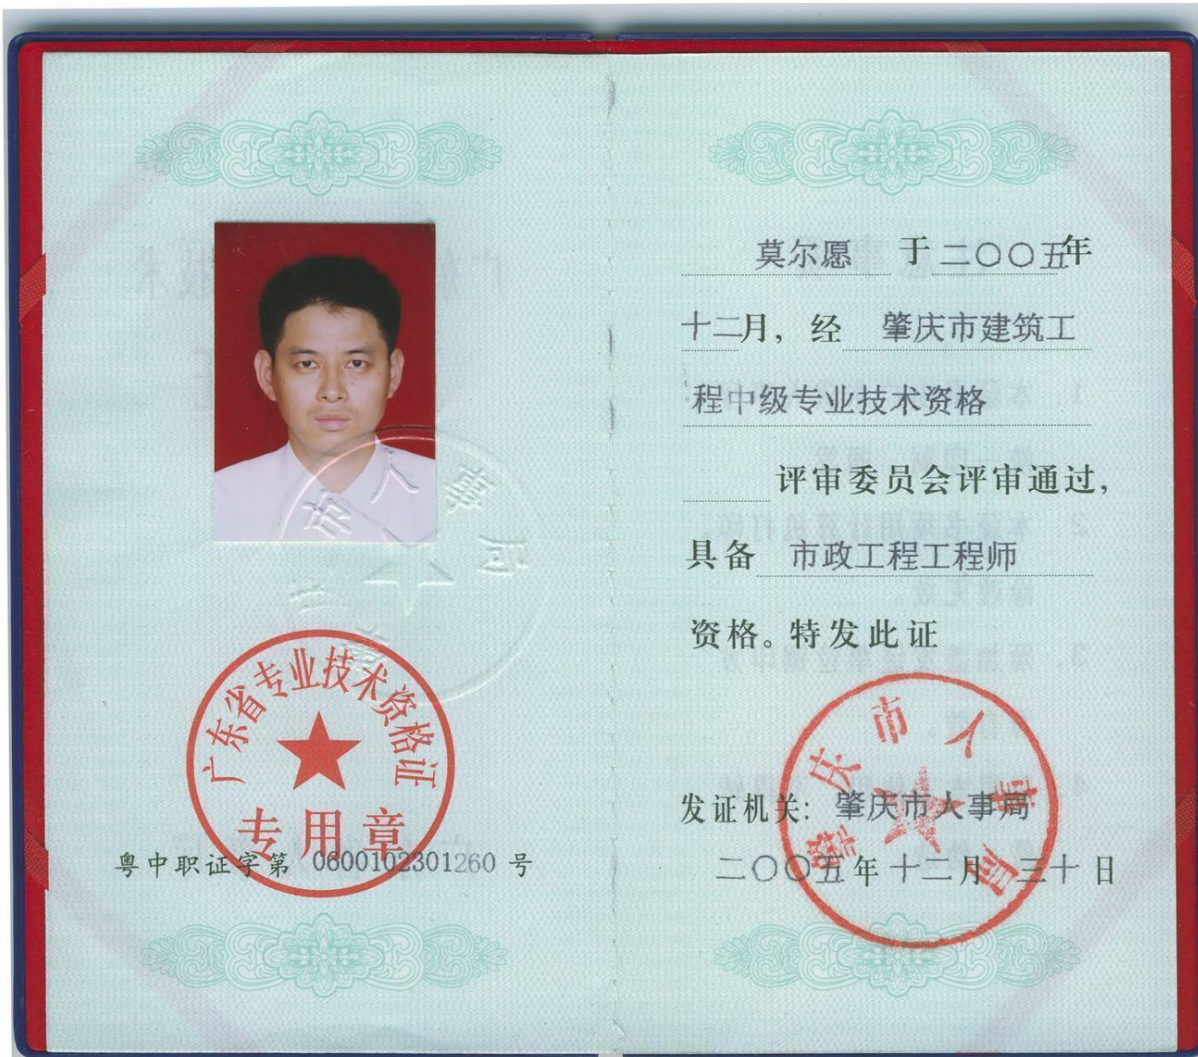 广东省专业技术资格证
专用章
粤中职证字第 0600102301260 号
莫尔愿 于二〇〇五年
十二月，经 肇庆市建筑工
程中级专业技术资格
评审委员会评审通过，
具备 市政工程工程师
资格。特发此证
肇庆市人事局
发证机关：肇庆市人事局
二〇〇五年十二月三十日